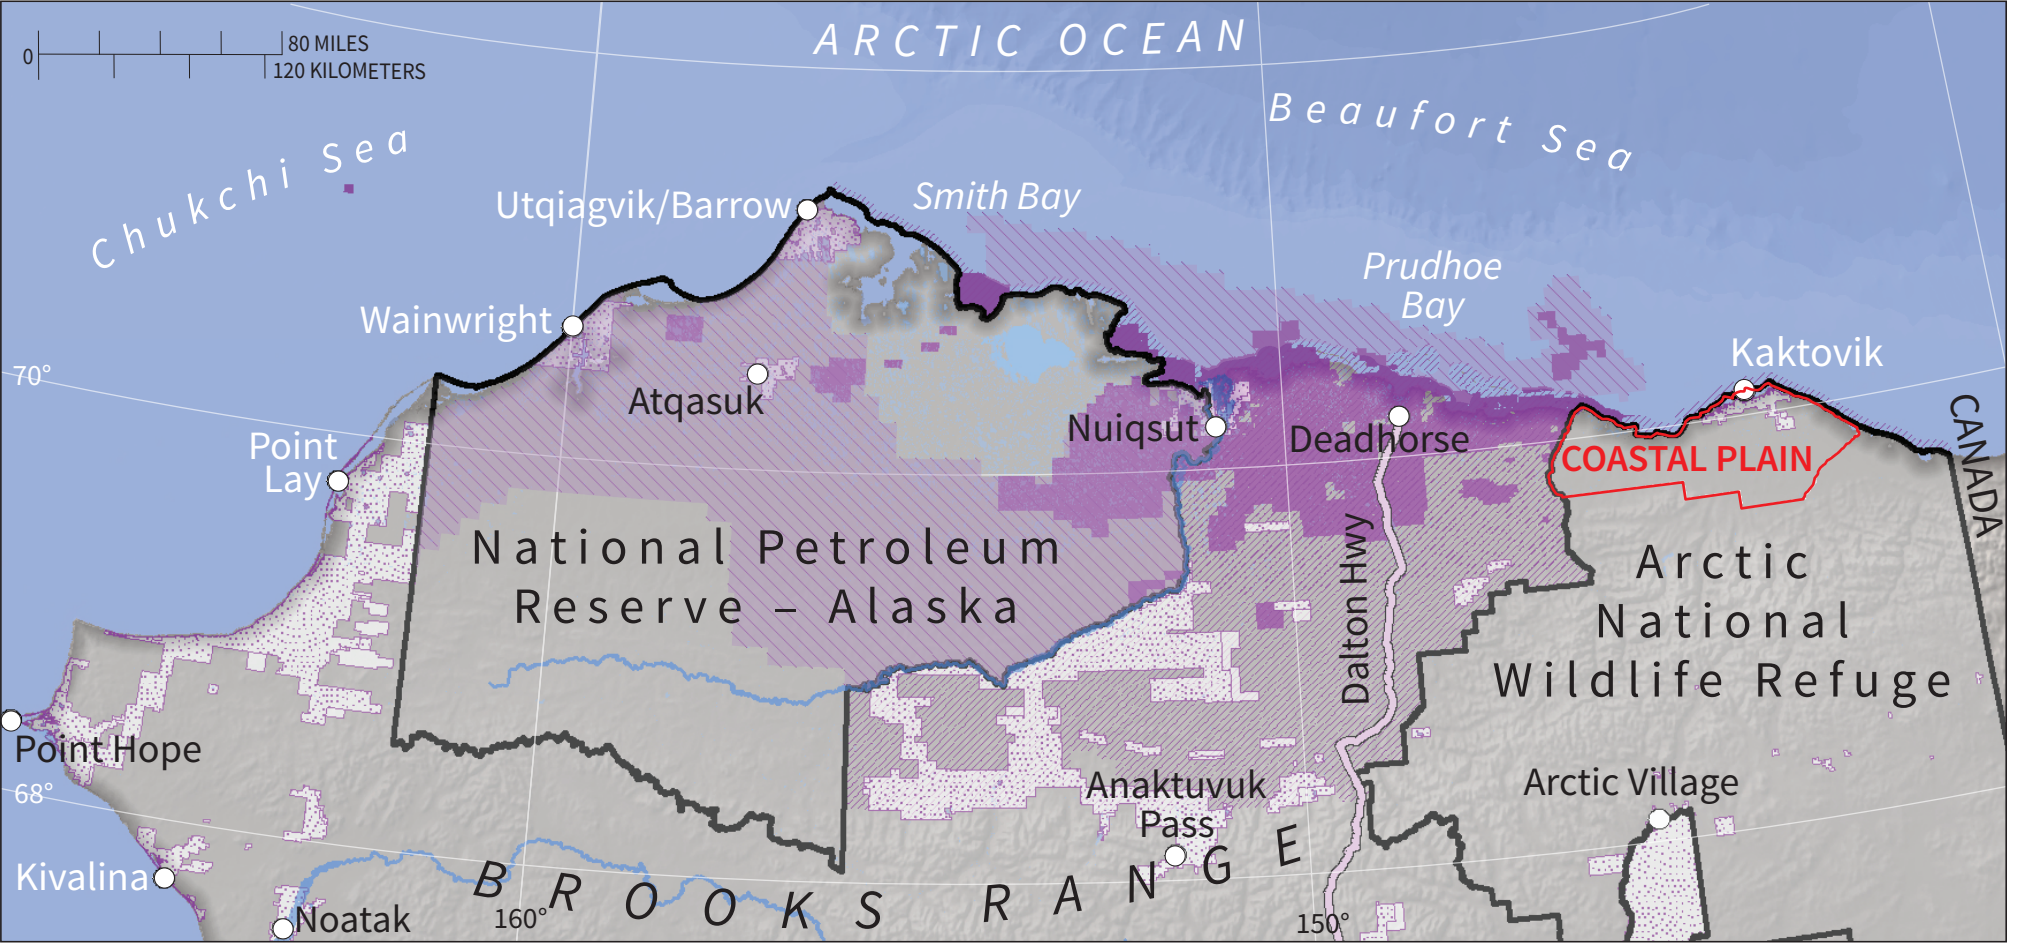 ARCTIC OCEAN
0
80 MILES
120 KILOMETERS
Beaufort Sea
Chukchi Sea
Utqiagvik/Barrow
Smith Bay
Prudhoe
Bay
Wainwright
Kaktovik
70°
Atqasuk
Nuiqsut
Deadhorse
CANADA
Point
Lay
COASTAL PLAIN
National Petroleum
Reserve – Alaska
Dalton Hwy
Arctic
National
Wildlife Refuge
Point Hope
68°
Anaktuvuk
Pass
Arctic Village
Kivalina
BROOKS RANGE
Noatak
160°
150°